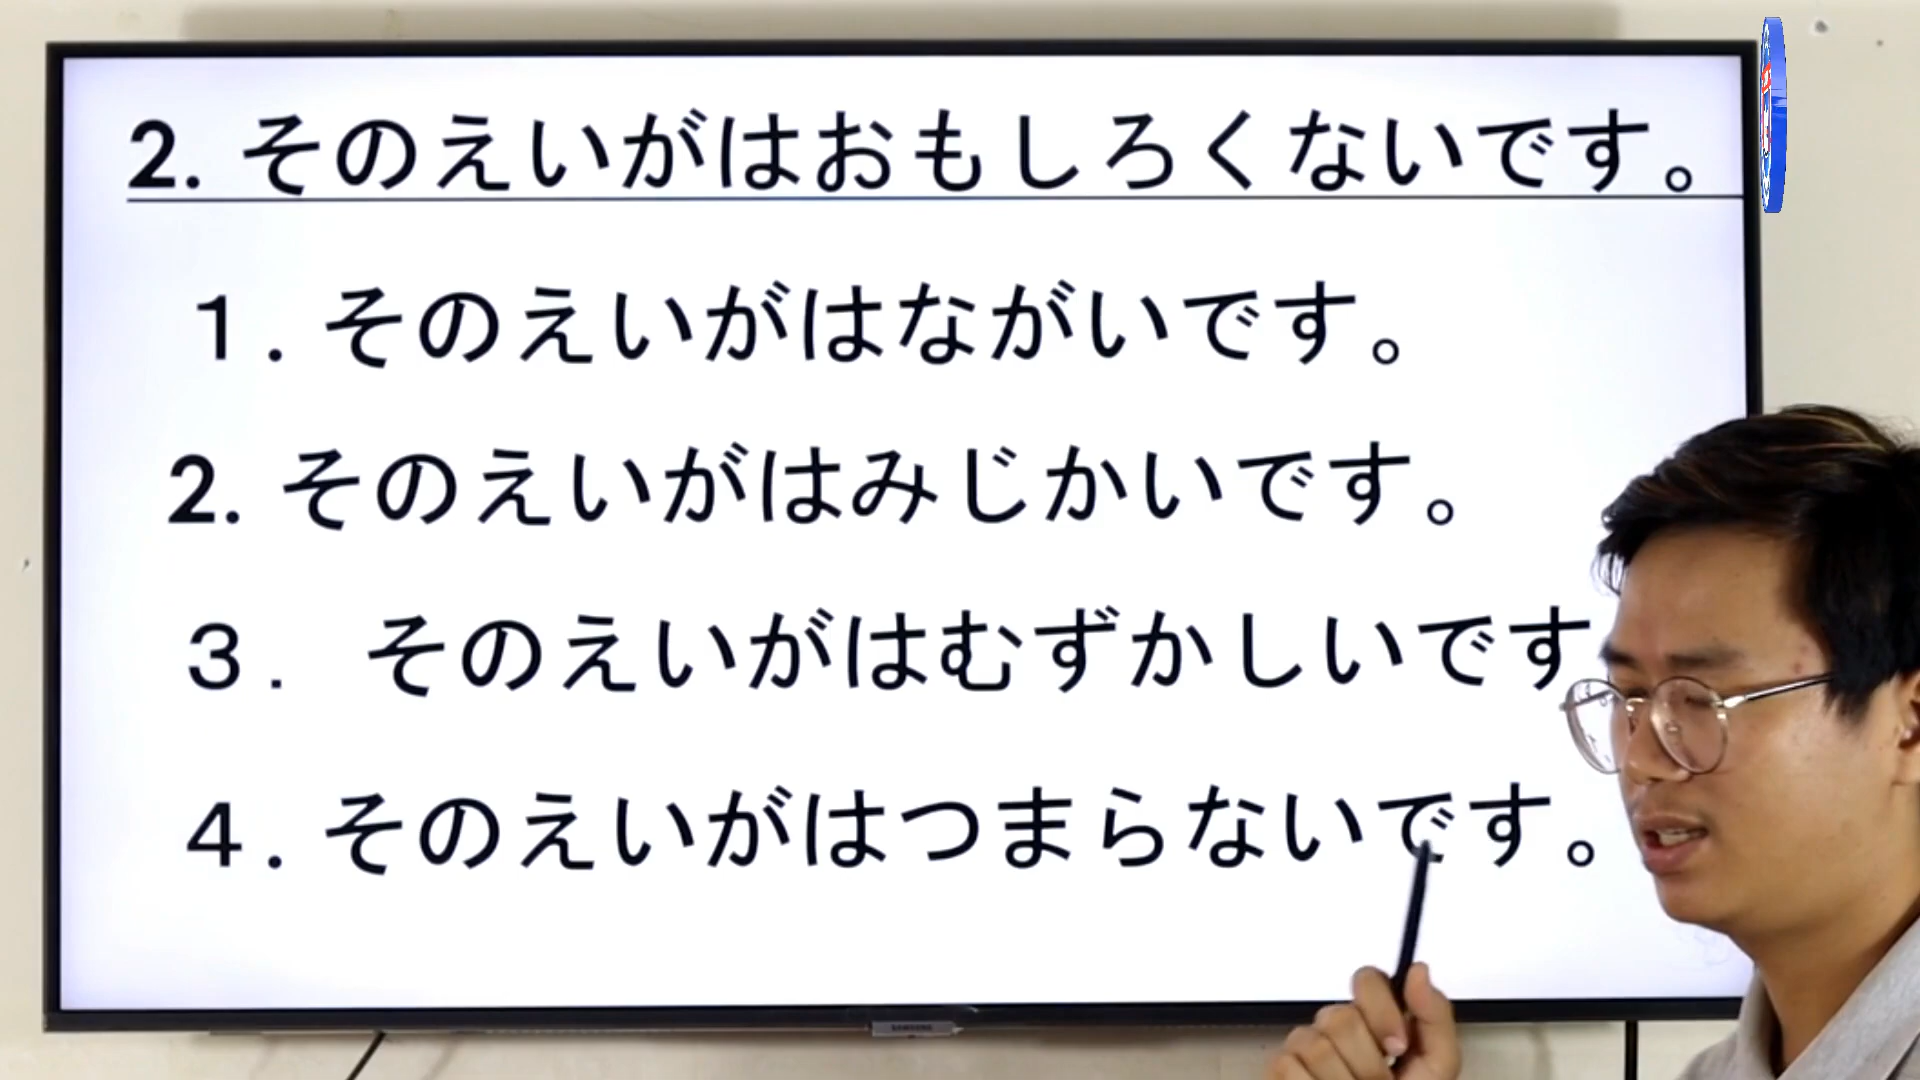 2. そのえいがはおもしろくないです。
１. そのえいがはながいです。
2. そのえいがはみじかいです。
３. そのえいがはむずかしいです
４. そのえいがはつまらないです。
SAMSUNG